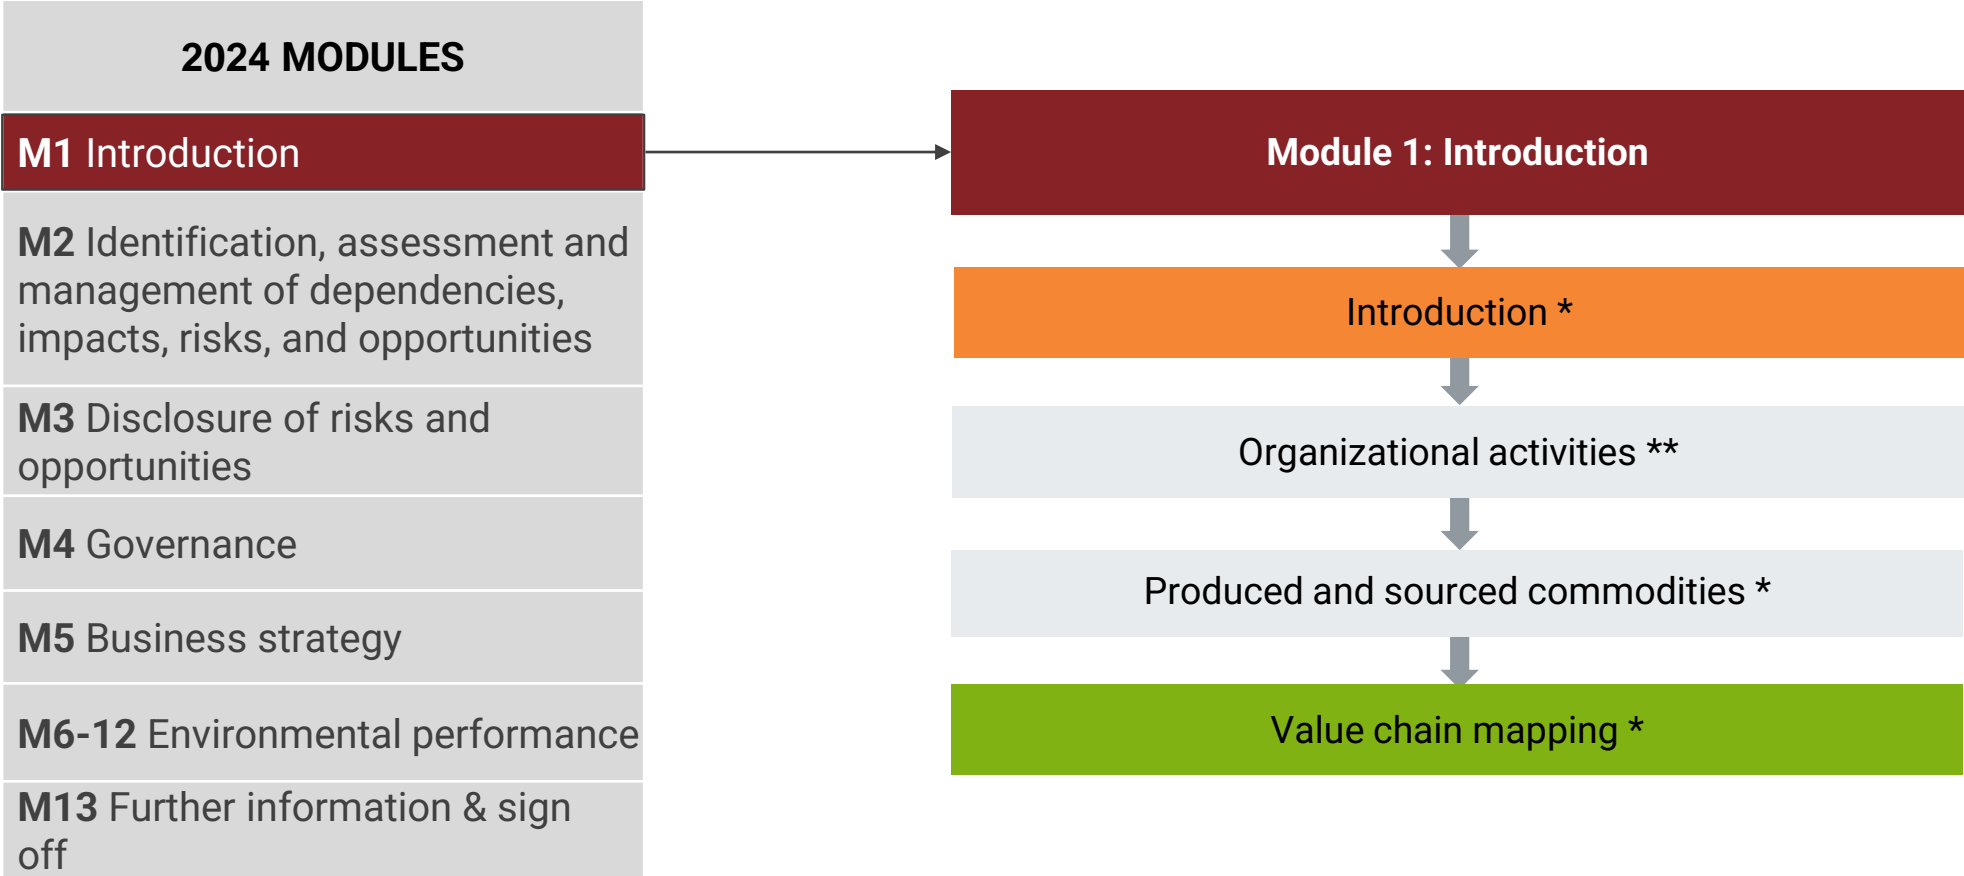 2024 MODULES
M1 Introduction
M2 Identification, assessment and
management of dependencies,
impacts, risks, and opportunities
M3 Disclosure of risks and
opportunities
M4 Governance
M5 Business strategy
M6-12 Environmental performance
M13 Further information & sign
off
Module 1: Introduction
Introduction *
Organizational activities **
Produced and sourced commodities *
Value chain mapping *